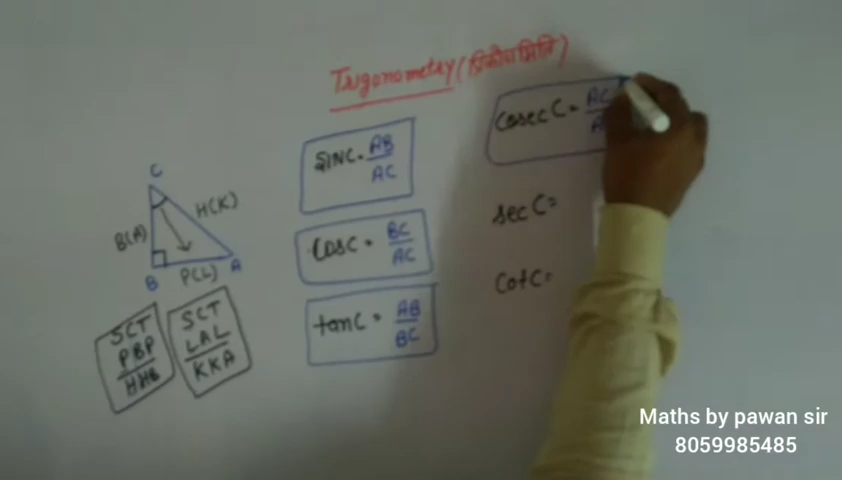 Trigonometry (त्रिकोणमिति)
SINC = AB/AC
CosC = BC/AC
tanC = AB/BC
CosecC = AC/A
secC =
CotC =
C
H(K)
B(A)
B
P(L)
A
SCT
PBP
HHB
SCT
LAL
KKA
Maths by pawan sir
8059985485